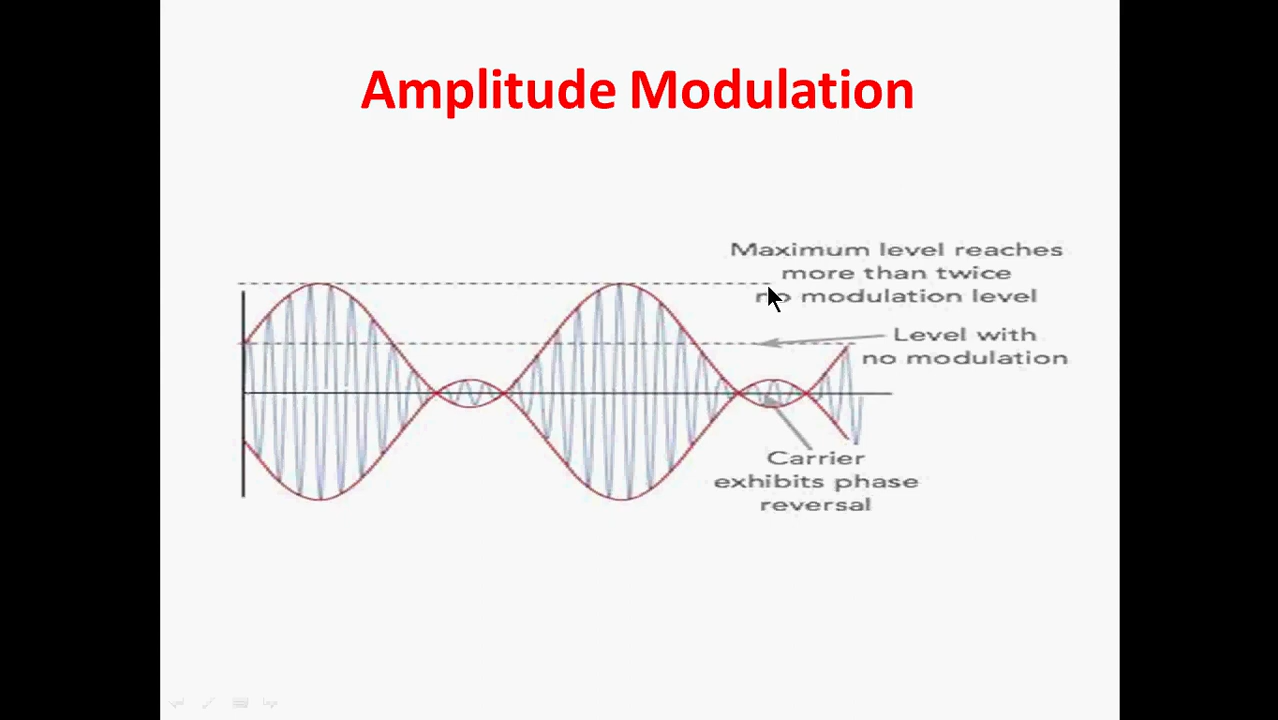 Amplitude Modulation
Maximum level reaches
more than twice
no modulation level
Level with
no modulation
Carrier
exhibits phase
reversal